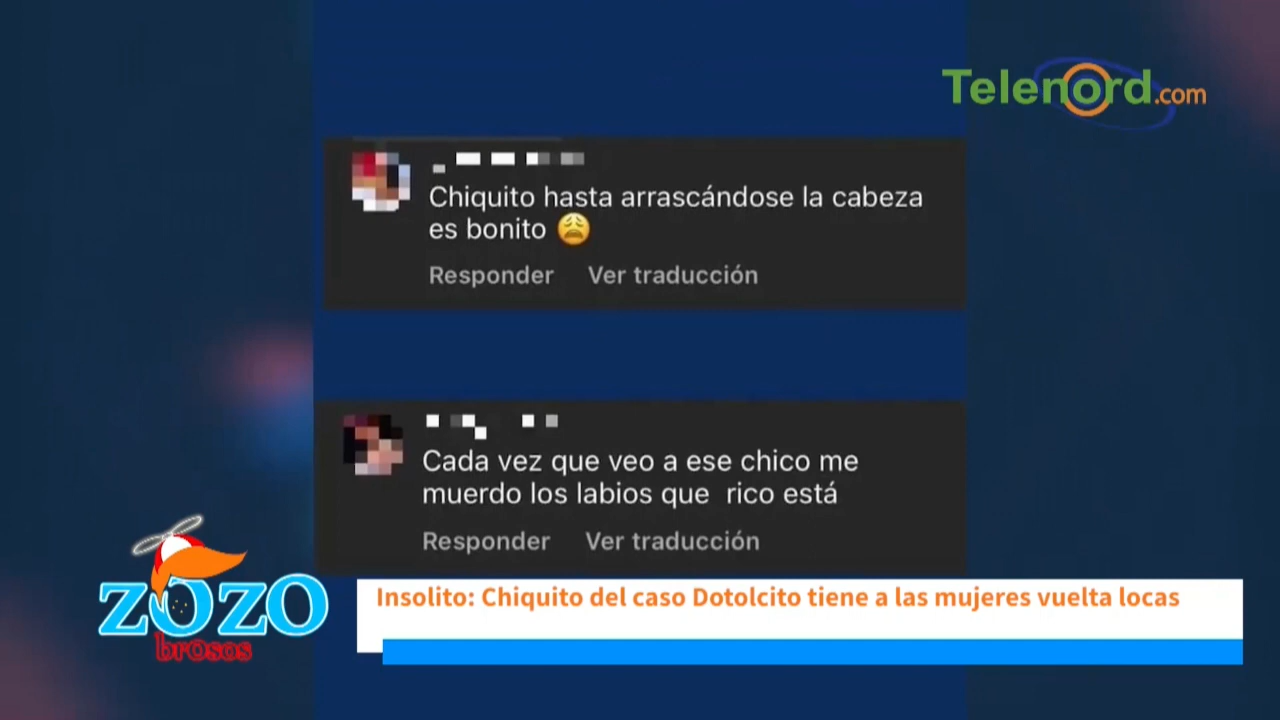 Telenord.com
Chiquito hasta arrascándose la cabeza
es bonito 😩
Responder Ver traducción
Cada vez que veo a ese chico me
muerdo los labios que rico está
Responder Ver traducción
zozo
brosos
Insolito: Chiquito del caso Dotolcito tiene a las mujeres vuelta locas